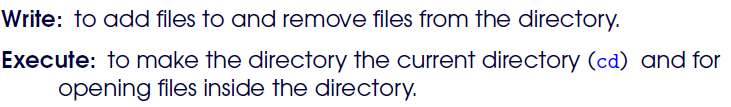 Write: to add files to and remove files from the directory.
Execute: to make the directory the current directory (cd) and for
opening files inside the directory.